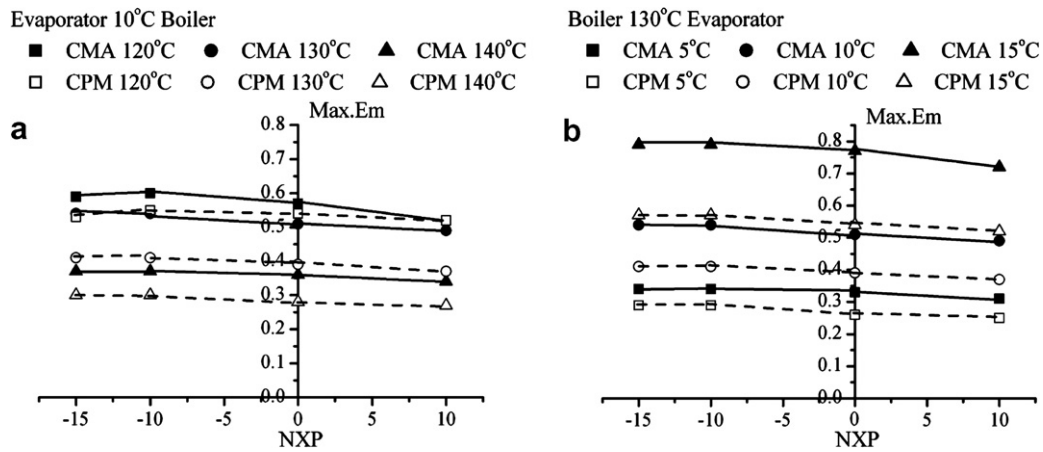 Evaporator 10°C Boiler
CMA 120°C CMA 130°C CMA 140°C
CPM 120°C CPM 130°C CPM 140°C
a
Max.Em
0.8
0.7
0.6
0.5
0.4
0.3
0.2
0.1
0.0
-15 -10 -5 0 5 10
NXP
Boiler 130°C Evaporator
CMA 5°C CMA 10°C CMA 15°C
CPM 5°C CPM 10°C CPM 15°C
b
Max.Em
0.8
0.7
0.6
0.5
0.4
0.3
0.2
0.1
0.0
-15 -10 -5 0 5 10
NXP